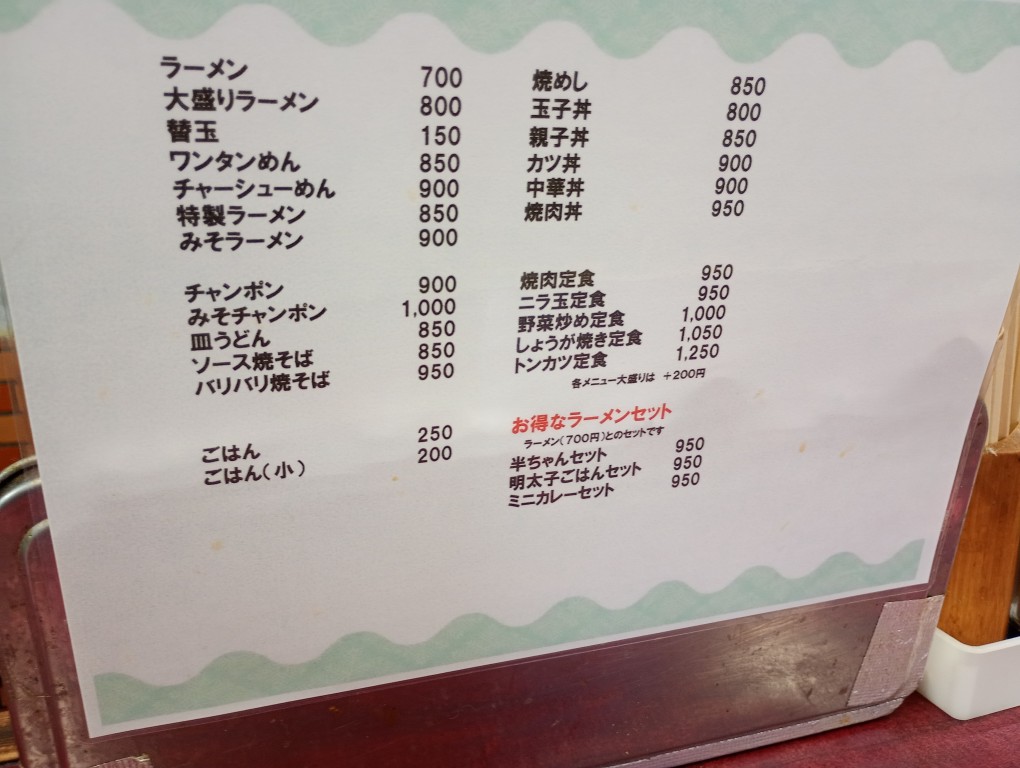 ラーメン 700
大盛りラーメン 800
替玉 150
ワンタンめん 850
チャーシューめん 900
特製ラーメン 850
みそラーメン 900
チャンポン 900
みそチャンポン 1,000
皿うどん 850
ソース焼そば 850
バリバリ焼そば 950
ごはん 250
ごはん(小) 200
焼めし 850
玉子丼 800
親子丼 850
カツ丼 900
中華丼 900
焼肉丼 950
焼肉定食 950
ニラ玉定食 950
野菜炒め定食 1,000
しょうが焼き定食 1,050
トンカツ定食 1,250
各メニュー大盛りは +200円
お得なラーメンセット
ラーメン(700円)とのセットです
半ちゃんセット 950
明太子ごはんセット 950
ミニカレーセット 950